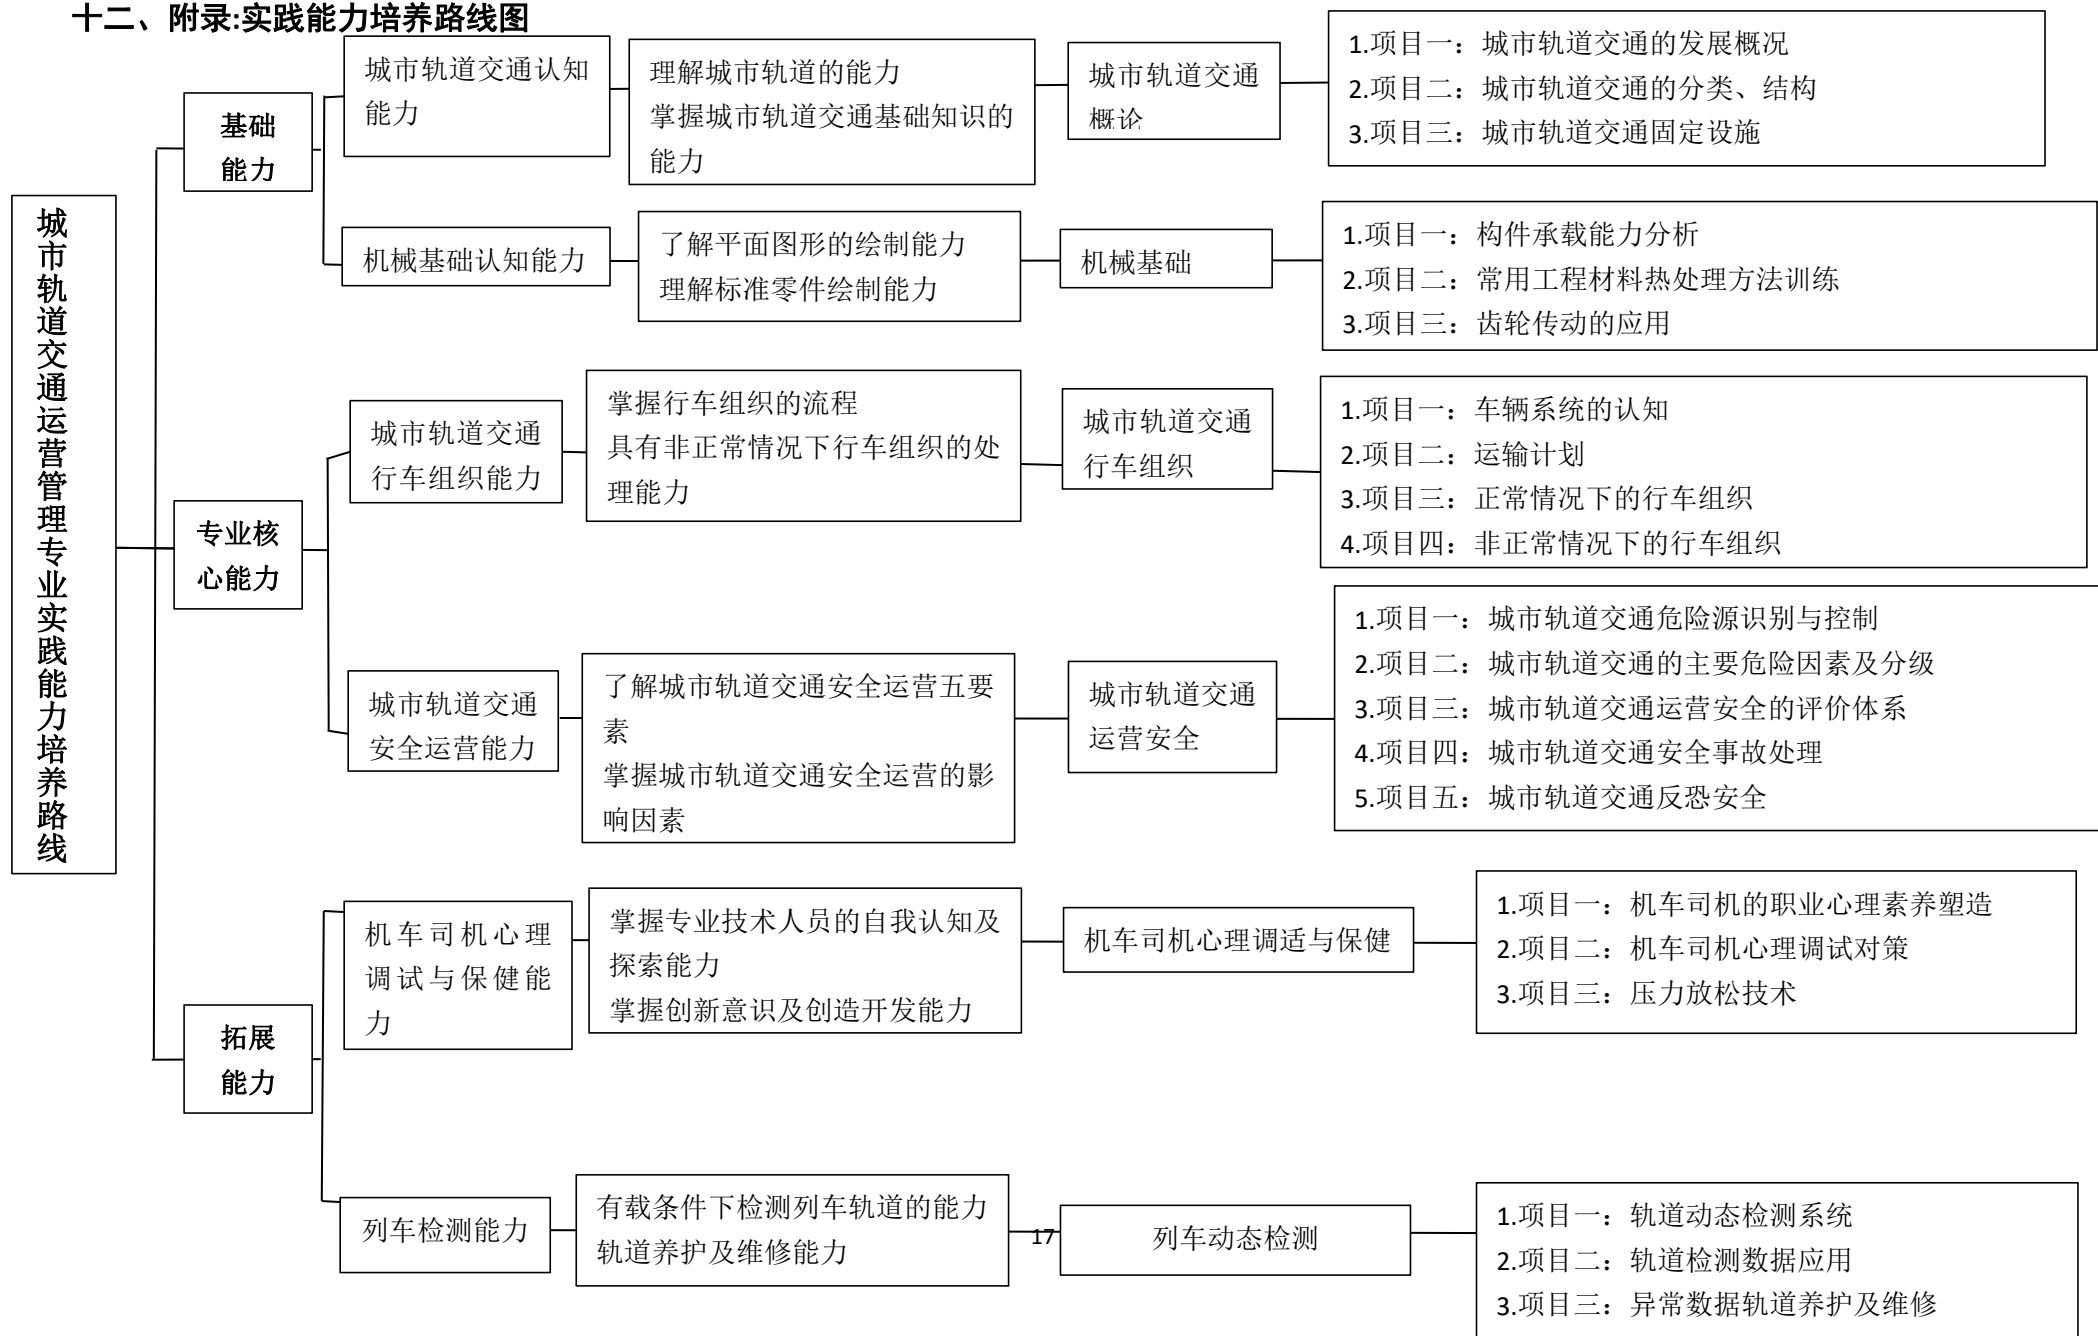 十二、附录:实践能力培养路线图
城市轨道交通运营管理专业实践能力培养路线
基础
能力
城市轨道交通认知
能力
理解城市轨道的能力
掌握城市轨道交通基础知识的
能力
城市轨道交通
概论
1.项目一：城市轨道交通的发展概况
2.项目二：城市轨道交通的分类、结构
3.项目三：城市轨道交通固定设施
机械基础认知能力
了解平面图形的绘制能力
理解标准零件绘制能力
机械基础
1.项目一：构件承载能力分析
2.项目二：常用工程材料热处理方法训练
3.项目三：齿轮传动的应用
专业核
心能力
城市轨道交通
行车组织能力
掌握行车组织的流程
具有非正常情况下行车组织的处
理能力
城市轨道交通
行车组织
1.项目一：车辆系统的认知
2.项目二：运输计划
3.项目三：正常情况下的行车组织
4.项目四：非正常情况下的行车组织
城市轨道交通
安全运营能力
了解城市轨道交通安全运营五要
素
掌握城市轨道交通安全运营的影
响因素
城市轨道交通
运营安全
1.项目一：城市轨道交通危险源识别与控制
2.项目二：城市轨道交通的主要危险因素及分级
3.项目三：城市轨道交通运营安全的评价体系
4.项目四：城市轨道交通安全事故处理
5.项目五：城市轨道交通反恐安全
拓展
能力
机车司机心理
调试与保健能
力
掌握专业技术人员的自我认知及
探索能力
掌握创新意识及创造开发能力
机车司机心理调适与保健
1.项目一：机车司机的职业心理素养塑造
2.项目二：机车司机心理调试对策
3.项目三：压力放松技术
列车检测能力
有载条件下检测列车轨道的能力
轨道养护及维修能力
17
列车动态检测
1.项目一：轨道动态检测系统
2.项目二：轨道检测数据应用
3.项目三：异常数据轨道养护及维修